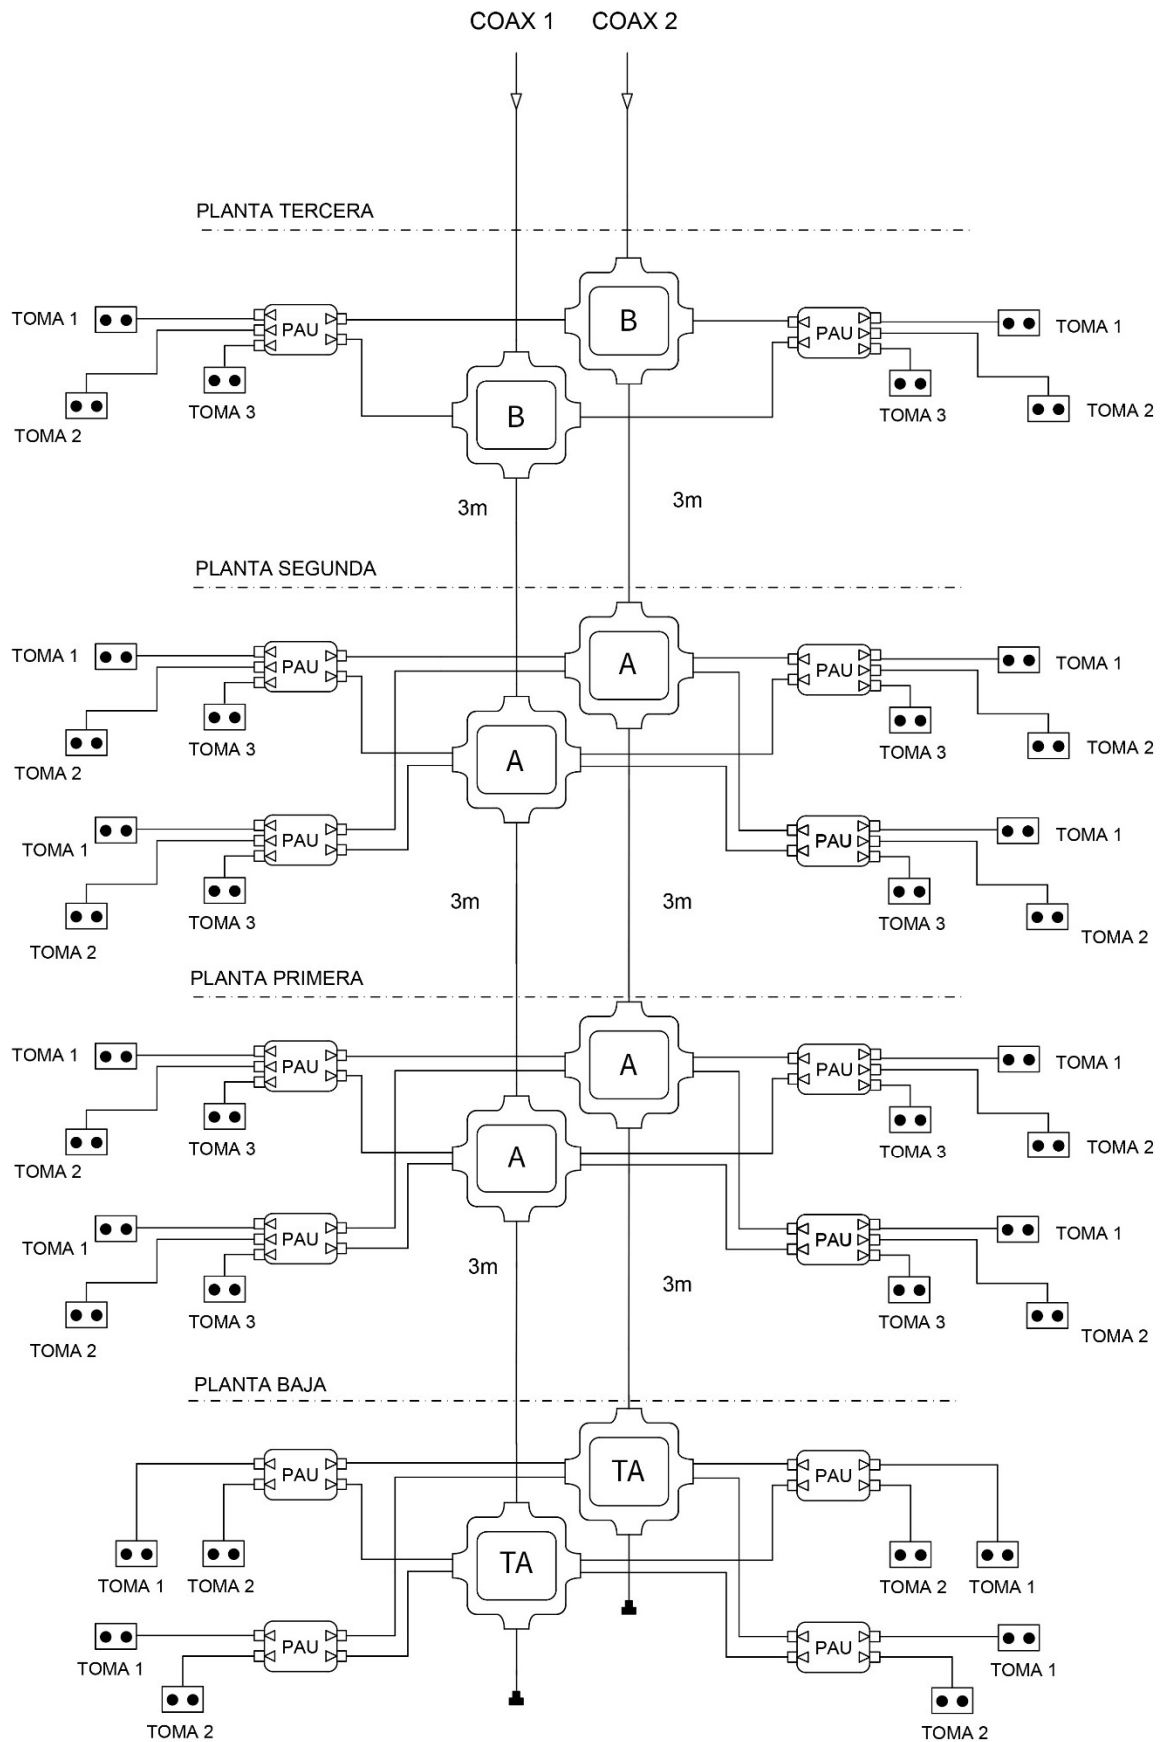 COAX 1 COAX 2
PLANTA TERCERA
TOMA 1 PAU B PAU TOMA 1
TOMA 2 TOMA 3 B TOMA 3 TOMA 2
3m 3m
PLANTA SEGUNDA
TOMA 1 PAU A PAU TOMA 1
TOMA 2 TOMA 3 A TOMA 3 TOMA 2
TOMA 1 PAU PAU TOMA 1
TOMA 2 TOMA 3 3m 3m TOMA 3 TOMA 2
PLANTA PRIMERA
TOMA 1 PAU A PAU TOMA 1
TOMA 2 TOMA 3 A TOMA 3 TOMA 2
TOMA 1 PAU PAU TOMA 1
TOMA 2 TOMA 3 3m 3m TOMA 3 TOMA 2
PLANTA BAJA
PAU TA PAU
TOMA 1 TOMA 2 TA TOMA 2 TOMA 1
TOMA 1 PAU PAU TOMA 1
TOMA 2 TOMA 2